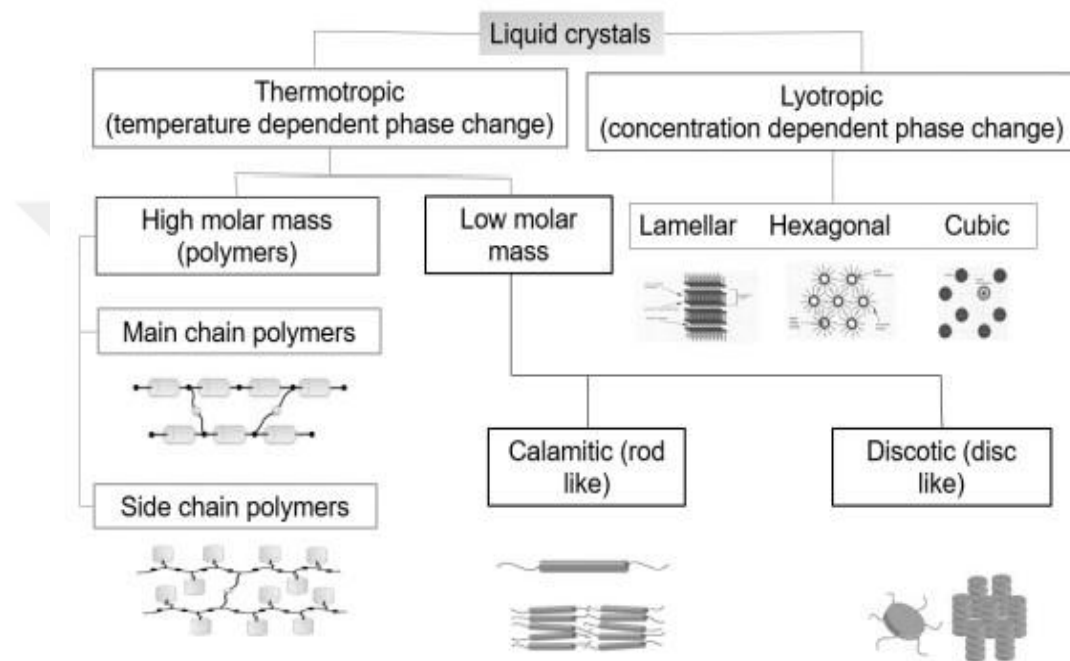 Liquid crystals
Thermotropic
(temperature dependent phase change)
Lyotropic
(concentration dependent phase change)
High molar mass
(polymers)
Low molar
mass
Lamellar Hexagonal Cubic
Main chain polymers
Calamitic (rod
like)
Discotic (disc
like)
Side chain polymers